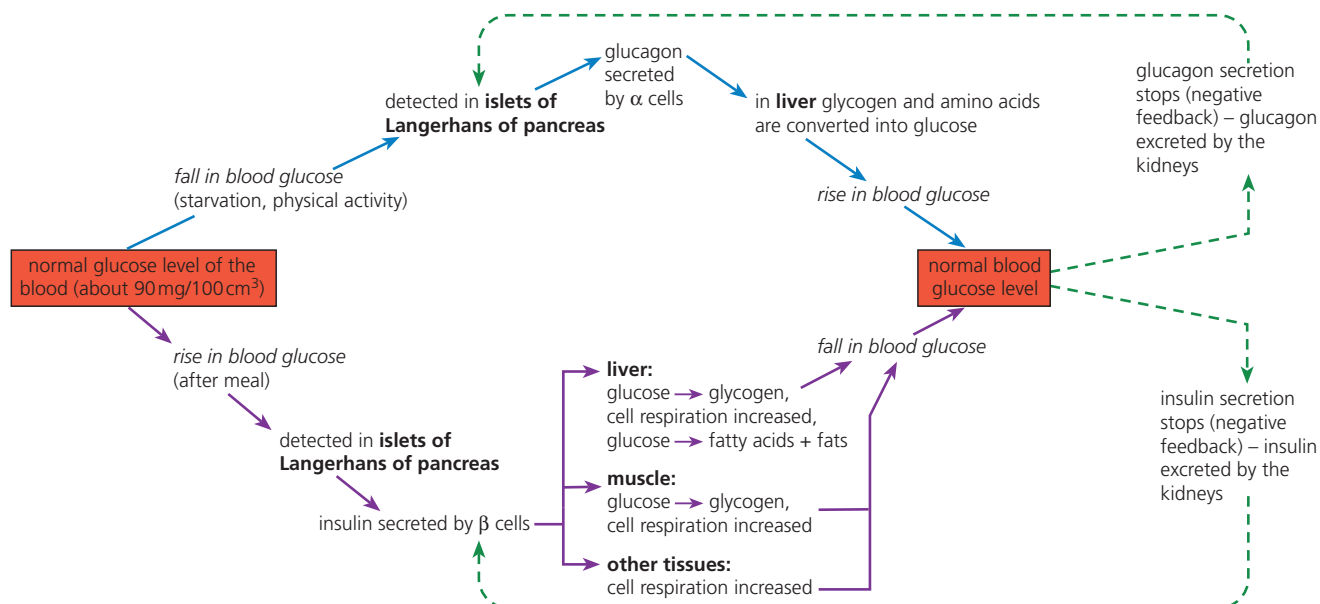 glucagon
secreted
by α cells
glucagon secretion
stops (negative
feedback) – glucagon
excreted by the
kidneys
detected in islets of
Langerhans of pancreas
in liver glycogen and amino acids
are converted into glucose
fall in blood glucose
(starvation, physical activity)
rise in blood glucose
normal glucose level of the
blood (about 90 mg/100 cm³)
normal blood
glucose level
rise in blood glucose
(after meal)
fall in blood glucose
detected in islets of
Langerhans of pancreas
insulin secreted by β cells
liver:
glucose → glycogen,
cell respiration increased,
glucose → fatty acids + fats
muscle:
glucose → glycogen,
cell respiration increased
other tissues:
cell respiration increased
insulin secretion
stops (negative
feedback) – insulin
excreted by the
kidneys